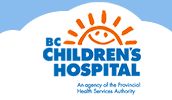 BC
CHILDREN'S
HOSPITAL
An agency of the Provincial
Health Services Authority